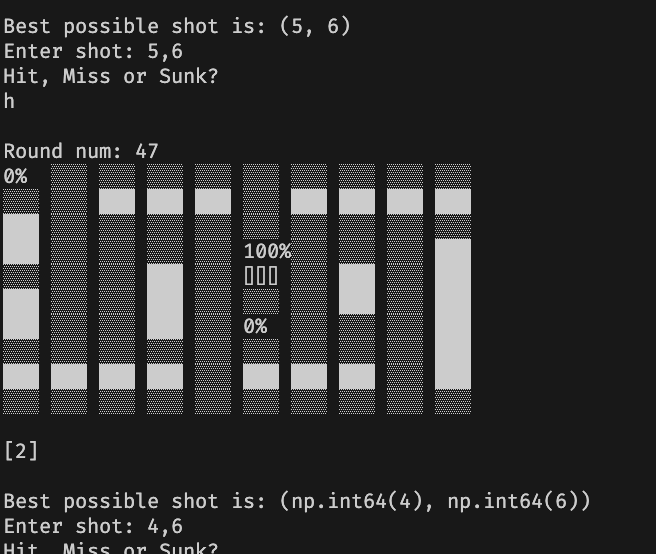 Best possible shot is: (5, 6)
Enter shot: 5,6
Hit, Miss or Sunk?
h
Round num: 47
0%
100%
▯▯▯
0%
[2]
Best possible shot is: (np.int64(4), np.int64(6))
Enter shot: 4,6
Hit, Miss or Sunk?